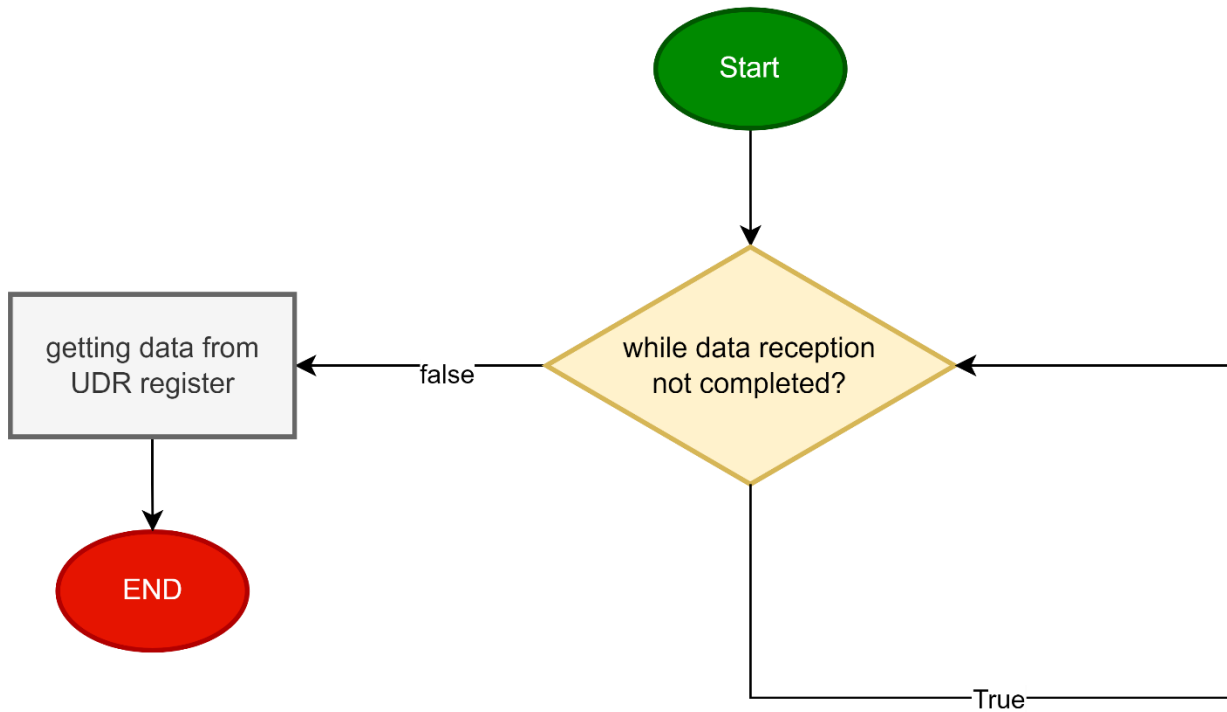 Start
while data reception
not completed?
false
getting data from
UDR register
END
True